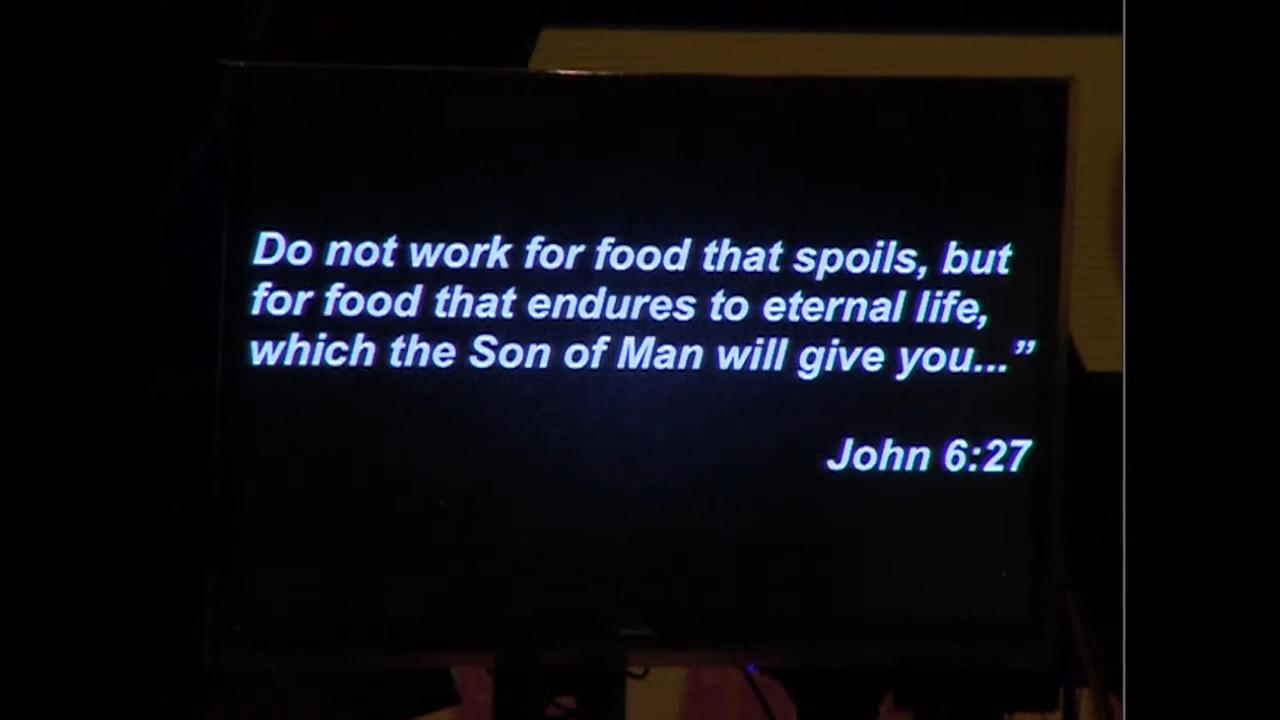 Do not work for food that spoils, but
for food that endures to eternal life,
which the Son of Man will give you...”
John 6:27